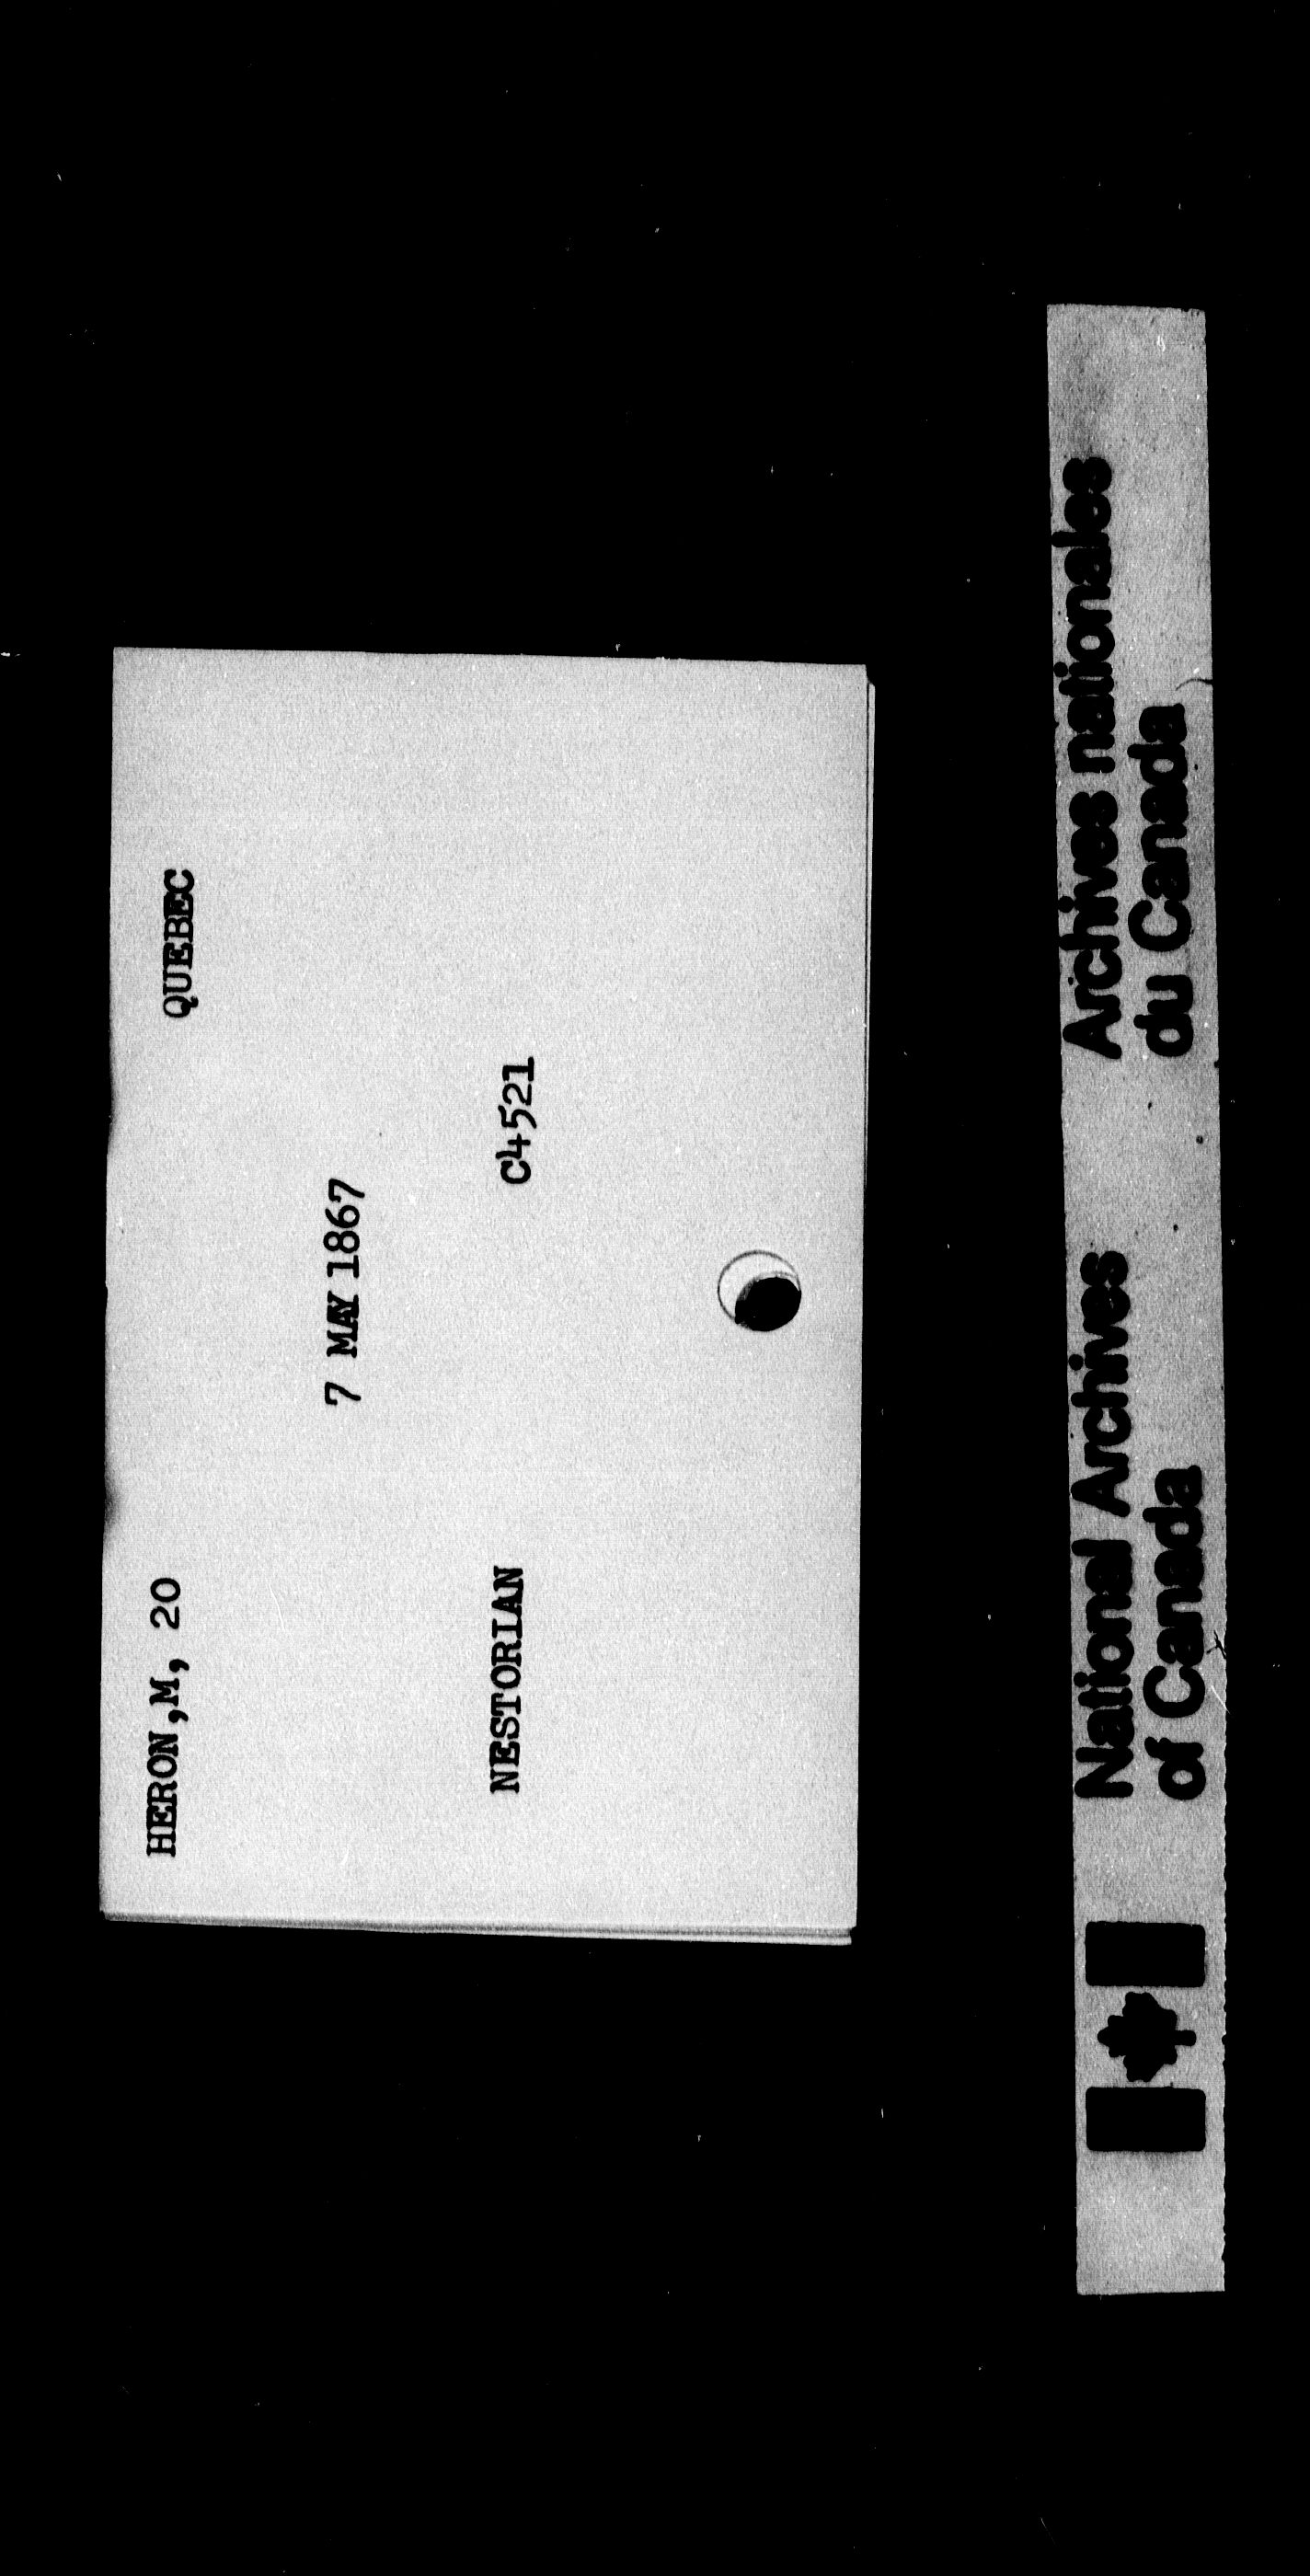 HERON,M, 20 QUEBEC
7 MAY 1867
NESTORIAN C4521
National Archives of Canada
Archives nationales du Canada